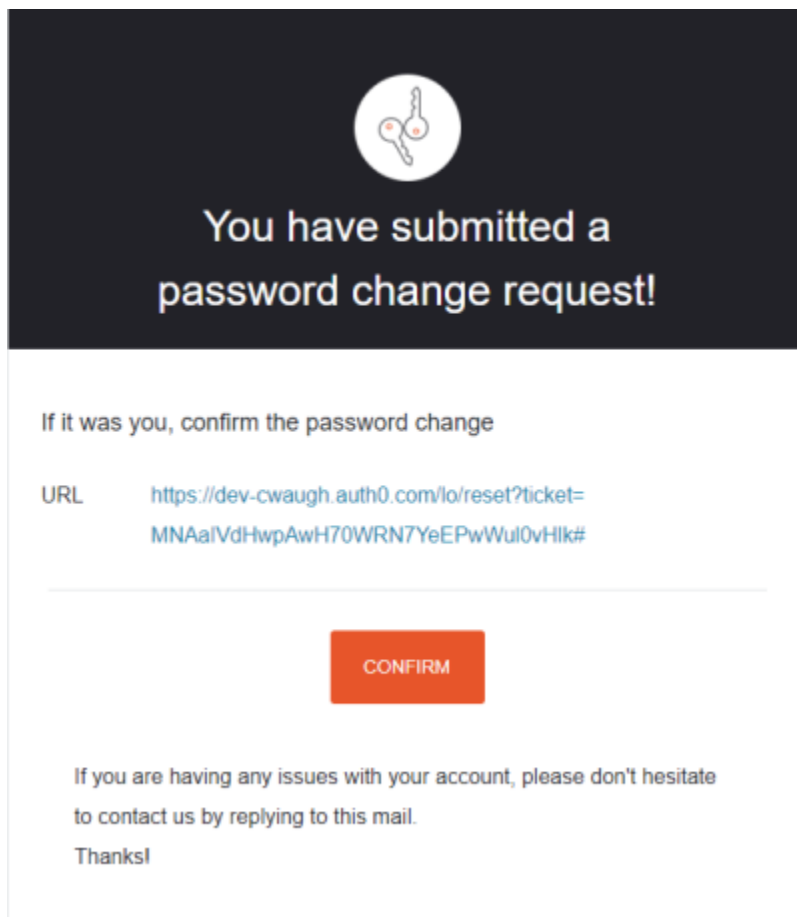 You have submitted a
password change request!
If it was you, confirm the password change
URL https://dev-cwaugh.auth0.com/lo/reset?ticket=
MNAalVdHwpAwH70WRN7YeEPwWul0vHlk#
CONFIRM
If you are having any issues with your account, please don't hesitate
to contact us by replying to this mail.
Thanks!